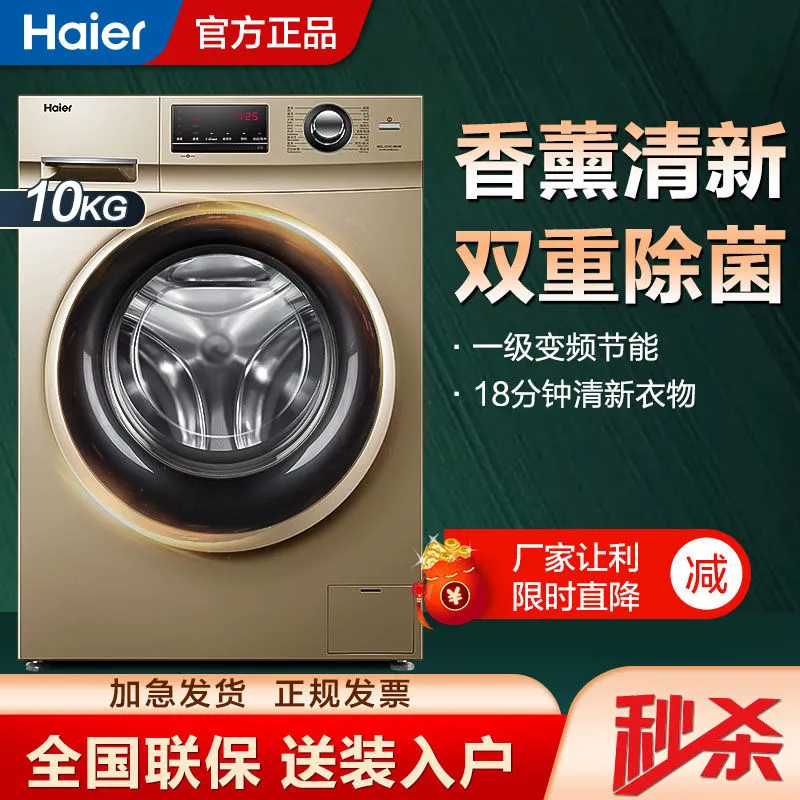 Haier 官方正品
Haier
725
10KG
香薰清新
双重除菌
· 一级变频节能
· 18分钟清新衣物
厂家让利
限时直降
减
¥
加急发货 正规发票
全国联保 送装入户
秒杀